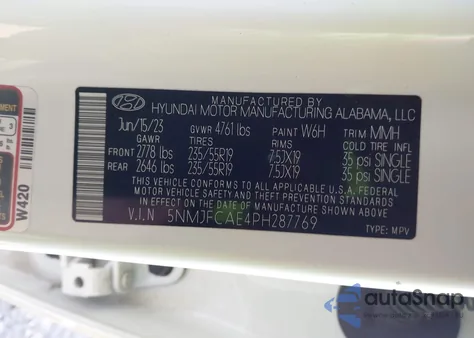 MANUFACTURED BY
HYUNDAI MOTOR MANUFACTURING ALABAMA, LLC
Jun/15/23 GVWR 4761 lbs PAINT W6H TRIM MMH
GAWR TIRES RIMS
FRONT 2778 lbs 235/55R19 7.5JX19 35 psi SINGLE
REAR 2646 lbs 235/55R19 7.5JX19 35 psi SINGLE
THIS VEHICLE CONFORMS TO ALL APPLICABLE U.S.A FEDERAL
MOTOR VEHICLE SAFETY AND THEFT PREVENTION STANDARDS
IN EFFECT ON THE DATE OF MANUFACTURE SHOWN ABOVE.
V.I.N 5NMJFCAE4PH287769
TYPE: MPV
W420
autoSnap